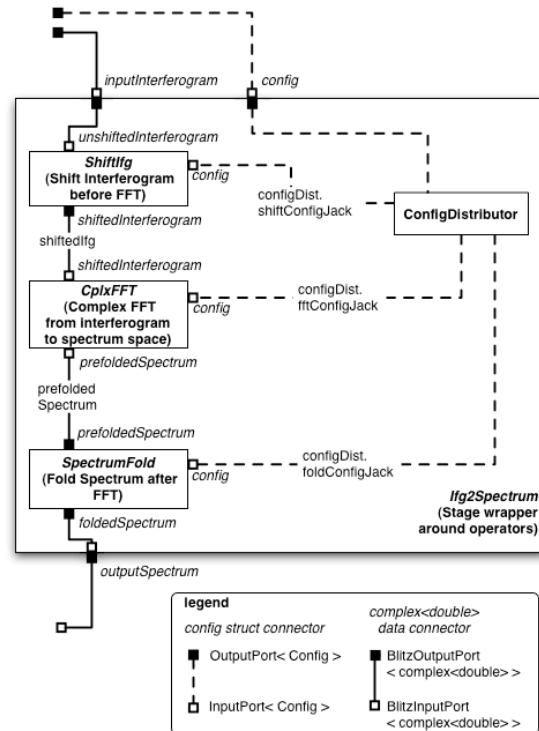 inputInterferogram
config
unshiftedInterferogram
ShiftIfg
(Shift Interferogram
before FFT)
config
configDist.
shiftConfigJack
ConfigDistributor
shiftedInterferogram
shiftedIfg
shiftedInterferogram
CplxFFT
(Complex FFT
from interferogram
to spectrum space)
config
configDist.
fftConfigJack
prefoldedSpectrum
prefolded
Spectrum
prefoldedSpectrum
SpectrumFold
(Fold Spectrum after
FFT)
config
configDist.
foldConfigJack
Ifg2Spectrum
(Stage wrapper
around operators)
foldedSpectrum
outputSpectrum
legend
config struct connector
complex<double>
data connector
OutputPort< Config >
InputPort< Config >
BlitzOutputPort
< complex<double> >
BlitzInputPort
< complex<double> >